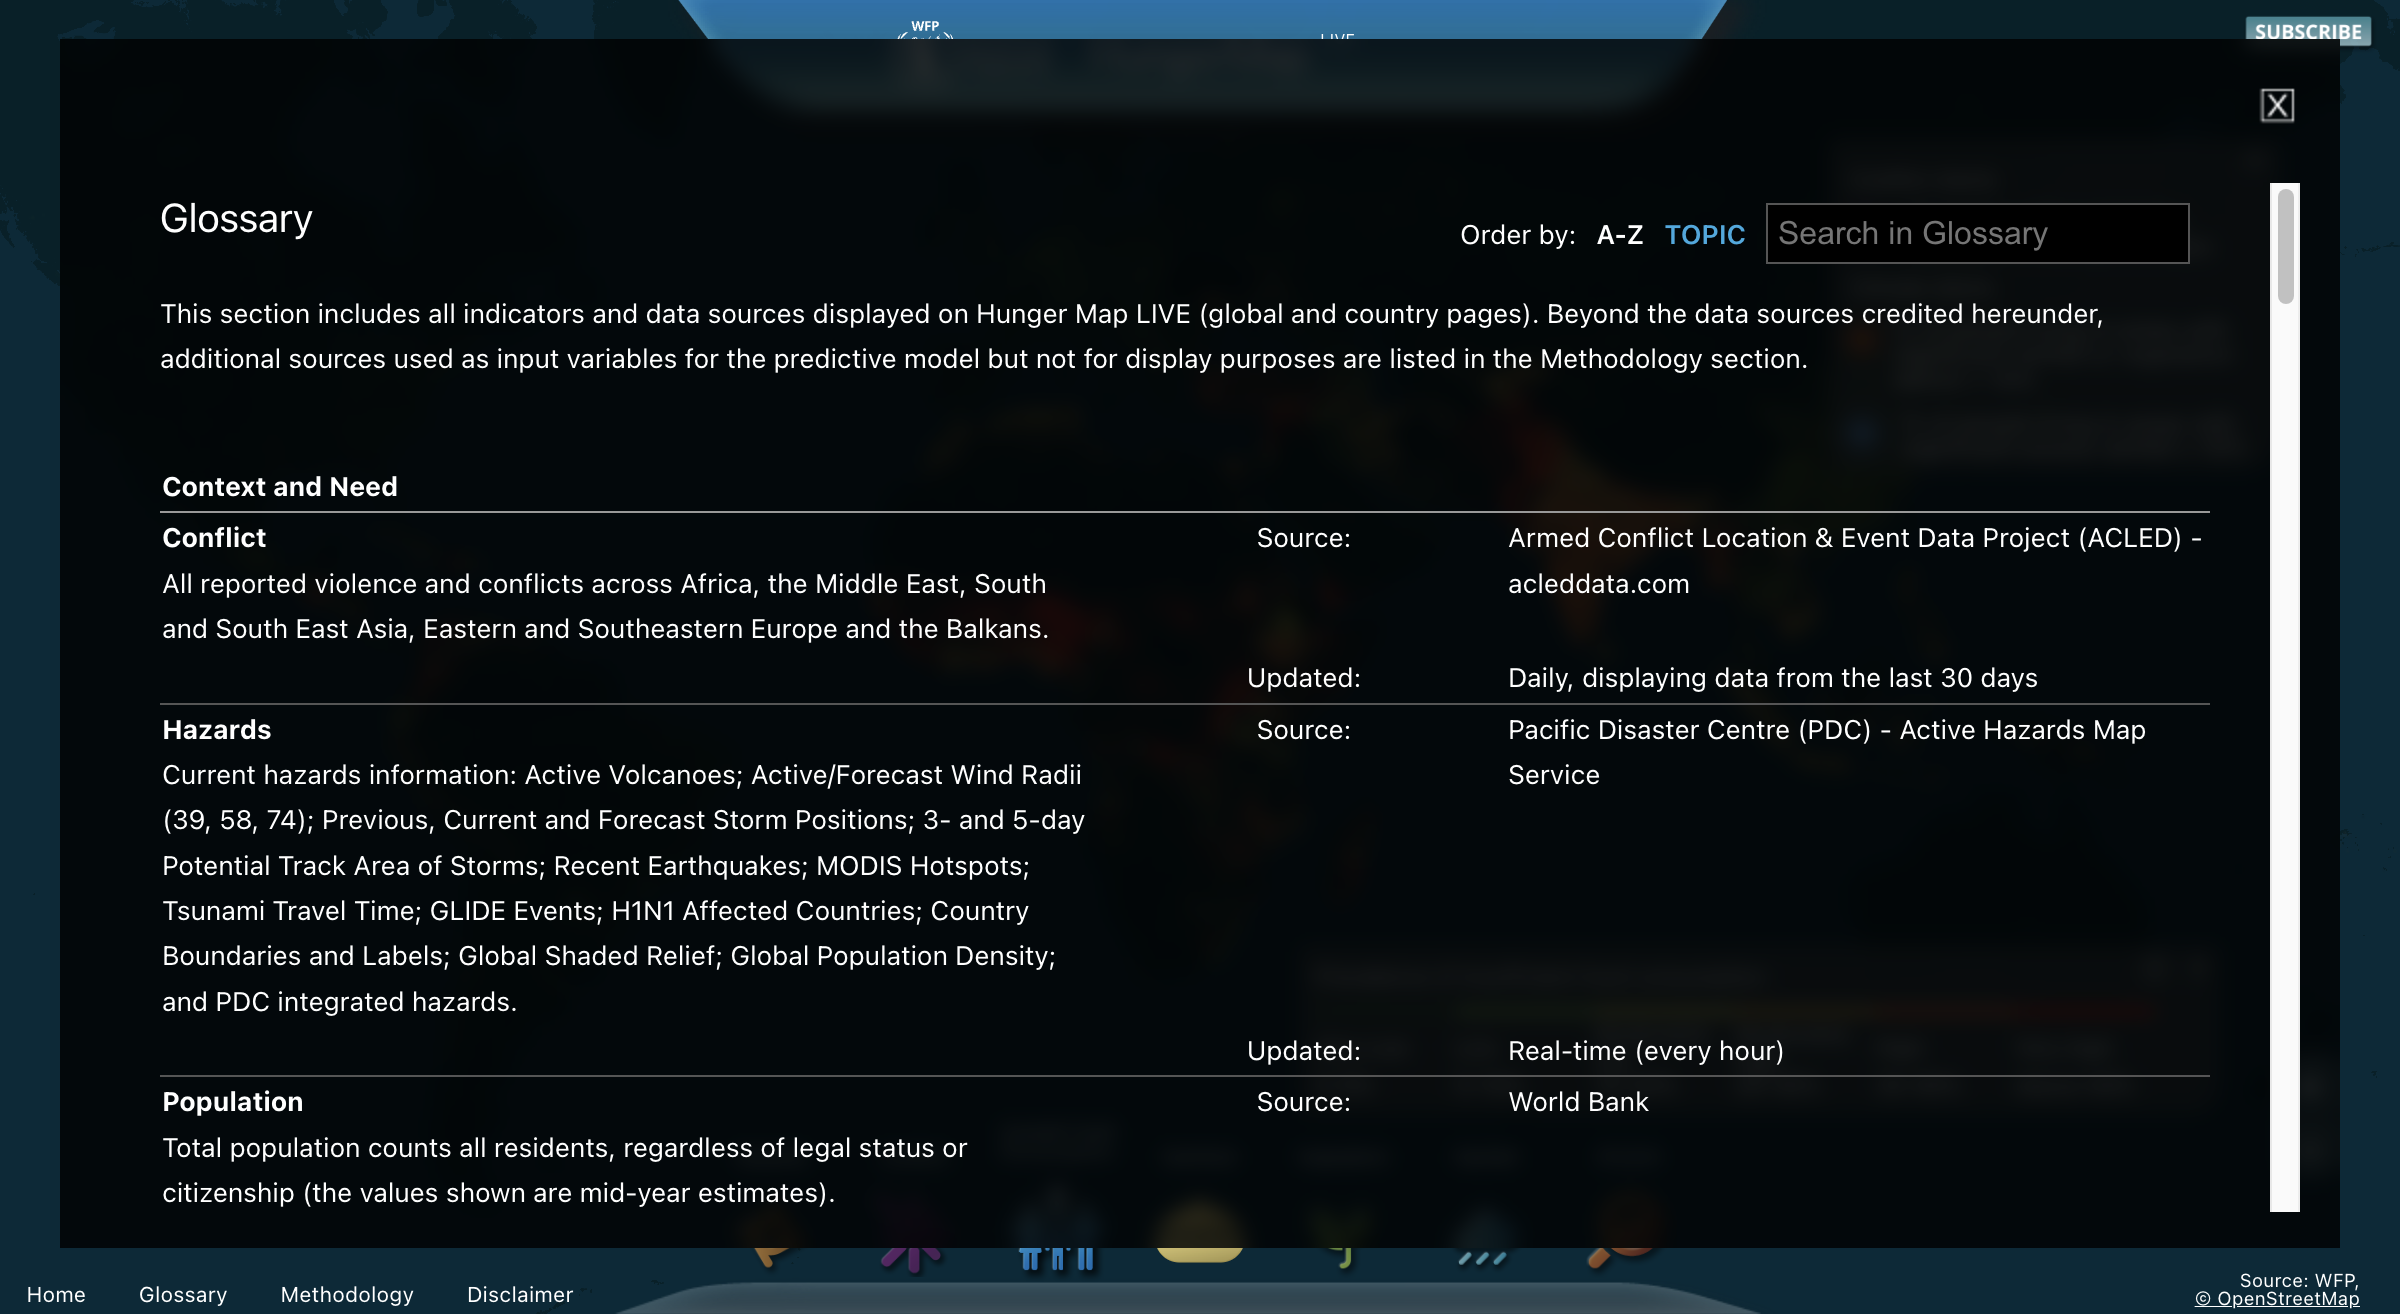 WFP
SUBSCRIBE
X
Glossary
Order by: A-Z TOPIC Search in Glossary
This section includes all indicators and data sources displayed on Hunger Map LIVE (global and country pages). Beyond the data sources credited hereunder,
additional sources used as input variables for the predictive model but not for display purposes are listed in the Methodology section.
Context and Need
Conflict Source: Armed Conflict Location & Event Data Project (ACLED) -
All reported violence and conflicts across Africa, the Middle East, South acleddata.com
and South East Asia, Eastern and Southeastern Europe and the Balkans.
Updated: Daily, displaying data from the last 30 days
Hazards Source: Pacific Disaster Centre (PDC) - Active Hazards Map
Current hazards information: Active Volcanoes; Active/Forecast Wind Radii Service
(39, 58, 74); Previous, Current and Forecast Storm Positions; 3- and 5-day
Potential Track Area of Storms; Recent Earthquakes; MODIS Hotspots;
Tsunami Travel Time; GLIDE Events; H1N1 Affected Countries; Country
Boundaries and Labels; Global Shaded Relief; Global Population Density;
and PDC integrated hazards.
Updated: Real-time (every hour)
Population Source: World Bank
Total population counts all residents, regardless of legal status or
citizenship (the values shown are mid-year estimates).
Home Glossary Methodology Disclaimer
Source: WFP,
© OpenStreetMap